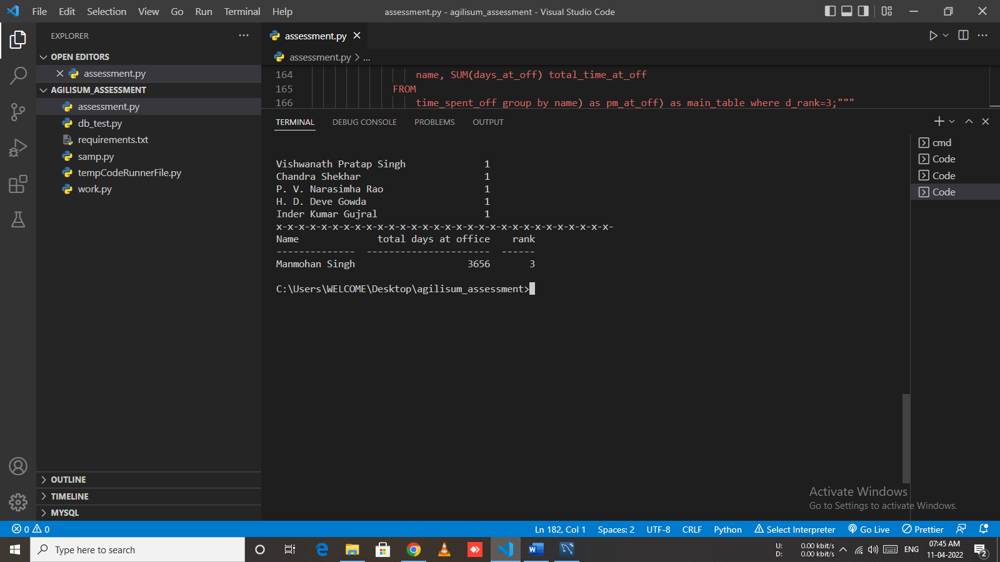 File Edit Selection View Go Run Terminal Help assessment.py - agilisum_assessment - Visual Studio Code
EXPLORER
OPEN EDITORS
assessment.py
AGILISUM_ASSESSMENT
assessment.py
db_test.py
requirements.txt
samp.py
tempCodeRunnerFile.py
work.py
OUTLINE
TIMELINE
MYSQL
assessment.py
assessment.py > ...
164 name, SUM(days_at_off) total_time_at_off
165 FROM
166 time_spent_off group by name) as pm_at_off) as main_table where d_rank=3;"""
TERMINAL DEBUG CONSOLE PROBLEMS OUTPUT
Vishwanath Pratap Singh 1
Chandra Shekhar 1
P. V. Narasimha Rao 1
H. D. Deve Gowda 1
Inder Kumar Gujral 1
x-x-x-x-x-x-x-x-x-x-x-x-x-x-x-x-x-x-x-x-x-x-x-x-x-x-x-x-x-x-
Name total days at office rank
-------------- ---------------------- ------
Manmohan Singh 3656 3
C:\Users\WELCOME\Desktop\agilisum_assessment>
cmd
Code
Code
Code
Activate Windows
Go to Settings to activate Windows.
0 0 Ln 182, Col 1 Spaces: 2 UTF-8 CRLF Python Select Interpreter Go Live Prettier
Type here to search
U: 0.00 kbit/s
D: 0.00 kbit/s
ENG
07:45 AM
11-04-2022
2